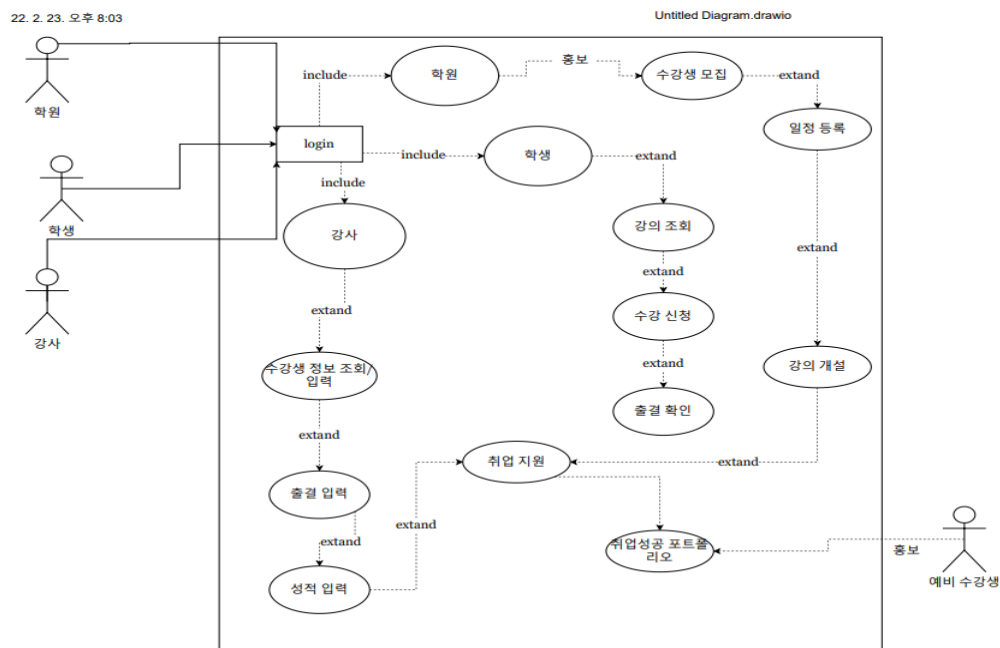 22. 2. 23. 오후 8:03
Untitled Diagram.drawio
학원
include
학원
홍보
수강생 모집
extand
일정 등록
login
include
학생
extand
include
학생
강사
강의 조회
extand
extand
강사
extand
수강 신청
수강생 정보 조회/
입력
extand
강의 개설
출결 확인
extand
취업 지원
extand
출결 입력
extand
extand
취업성공 포트폴
리오
홍보
성적 입력
예비 수강생